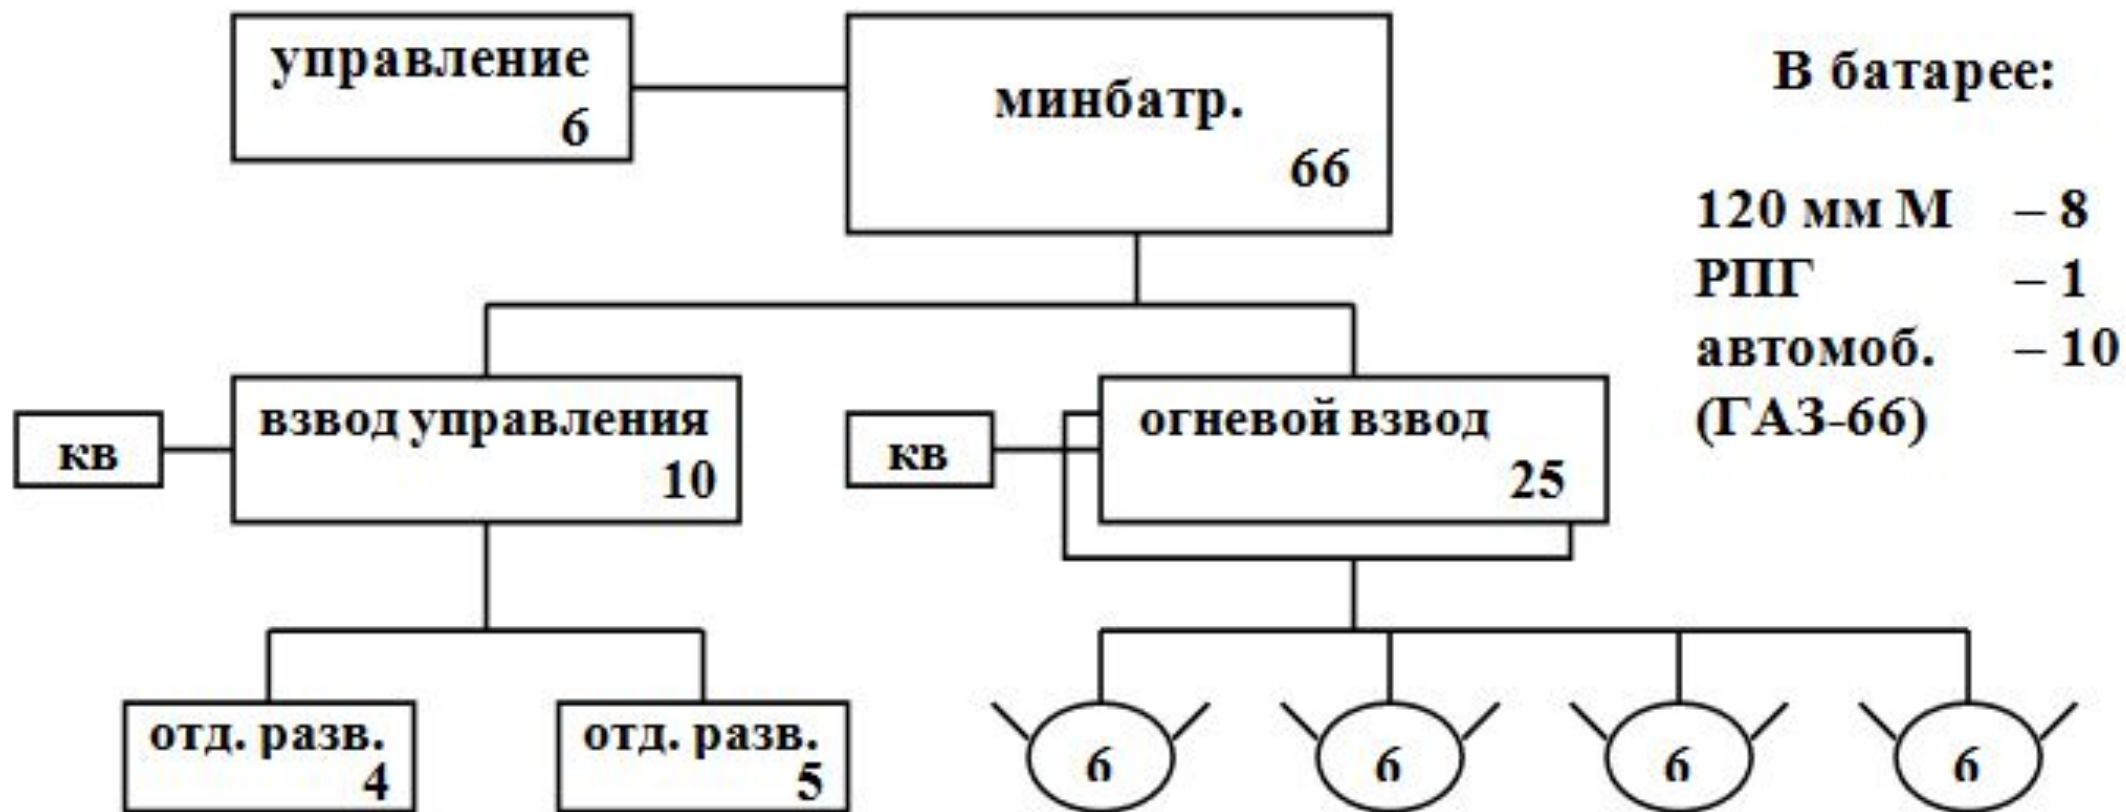 управление
6
минбатр.
66
В батарее:
120 мм М – 8
РПГ – 1
автомоб. – 10
(ГАЗ-66)
кв
взвод управления
10
кв
огневой взвод
25
отд. разв.
4
отд. разв.
5
6
6
6
6